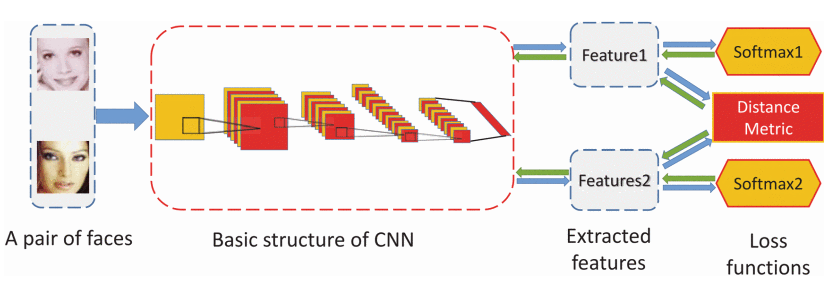 Feature1
Softmax1
Distance
Metric
Features2
Softmax2
A pair of faces
Basic structure of CNN
Extracted
features
Loss
functions